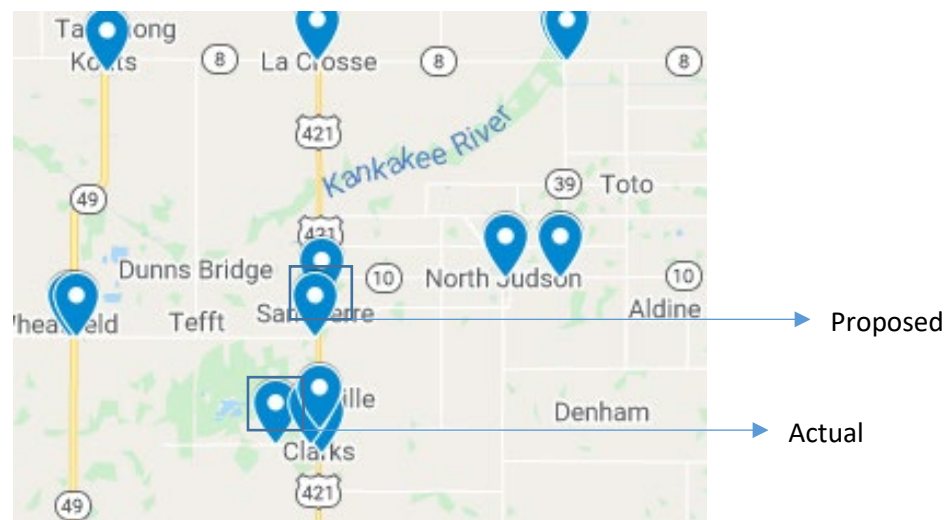 8
La Crosse
8
8
421
Kankakee River
39 Toto
49
421
Dunns Bridge
10
North Judson
10
Tefft
Aldine
Proposed
ille
Denham
Actual
Clarks
421
49